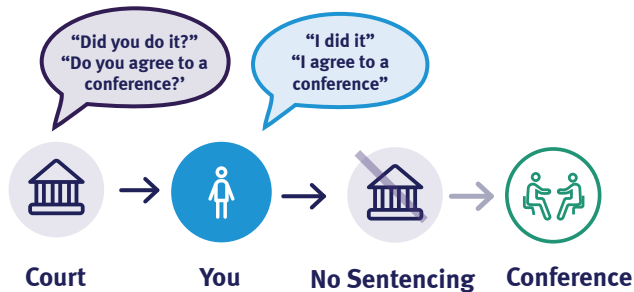 “Did you do it?”
“Do you agree to a
conference?’
“I did it”
“I agree to a
conference”
Court
You
No Sentencing
Conference